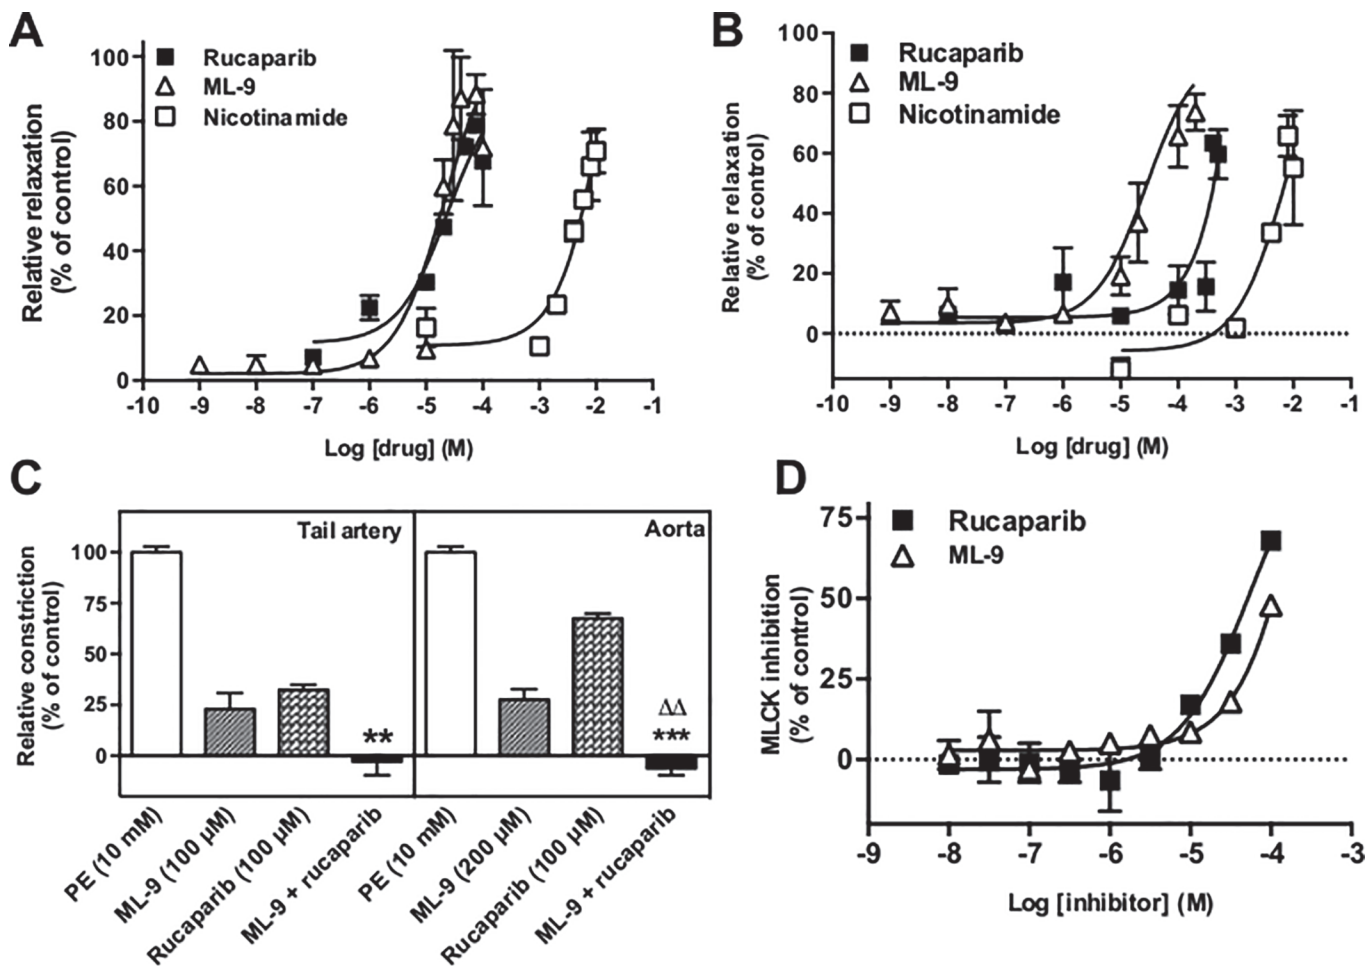 A
Relative relaxation
(% of control)
100
80
60
40
20
0
Rucaparib
ML-9
Nicotinamide
-10 -9 -8 -7 -6 -5 -4 -3 -2 -1
Log [drug] (M)
B
Relative relaxation
(% of control)
100
80
60
40
20
0
Rucaparib
ML-9
Nicotinamide
-10 -9 -8 -7 -6 -5 -4 -3 -2 -1
Log [drug] (M)
C
Relative constriction
(% of control)
100
75
50
25
0
Tail artery
Aorta
**
ΔΔ
***
PE (10 mM)
ML-9 (100 µM)
Rucaparib (100 µM)
ML-9 + rucaparib
PE (10 mM)
ML-9 (200 µM)
Rucaparib (100 µM)
ML-9 + rucaparib
D
MLCK inhibition
(% of control)
75
50
25
0
Rucaparib
ML-9
-9 -8 -7 -6 -5 -4 -3
Log [inhibitor] (M)